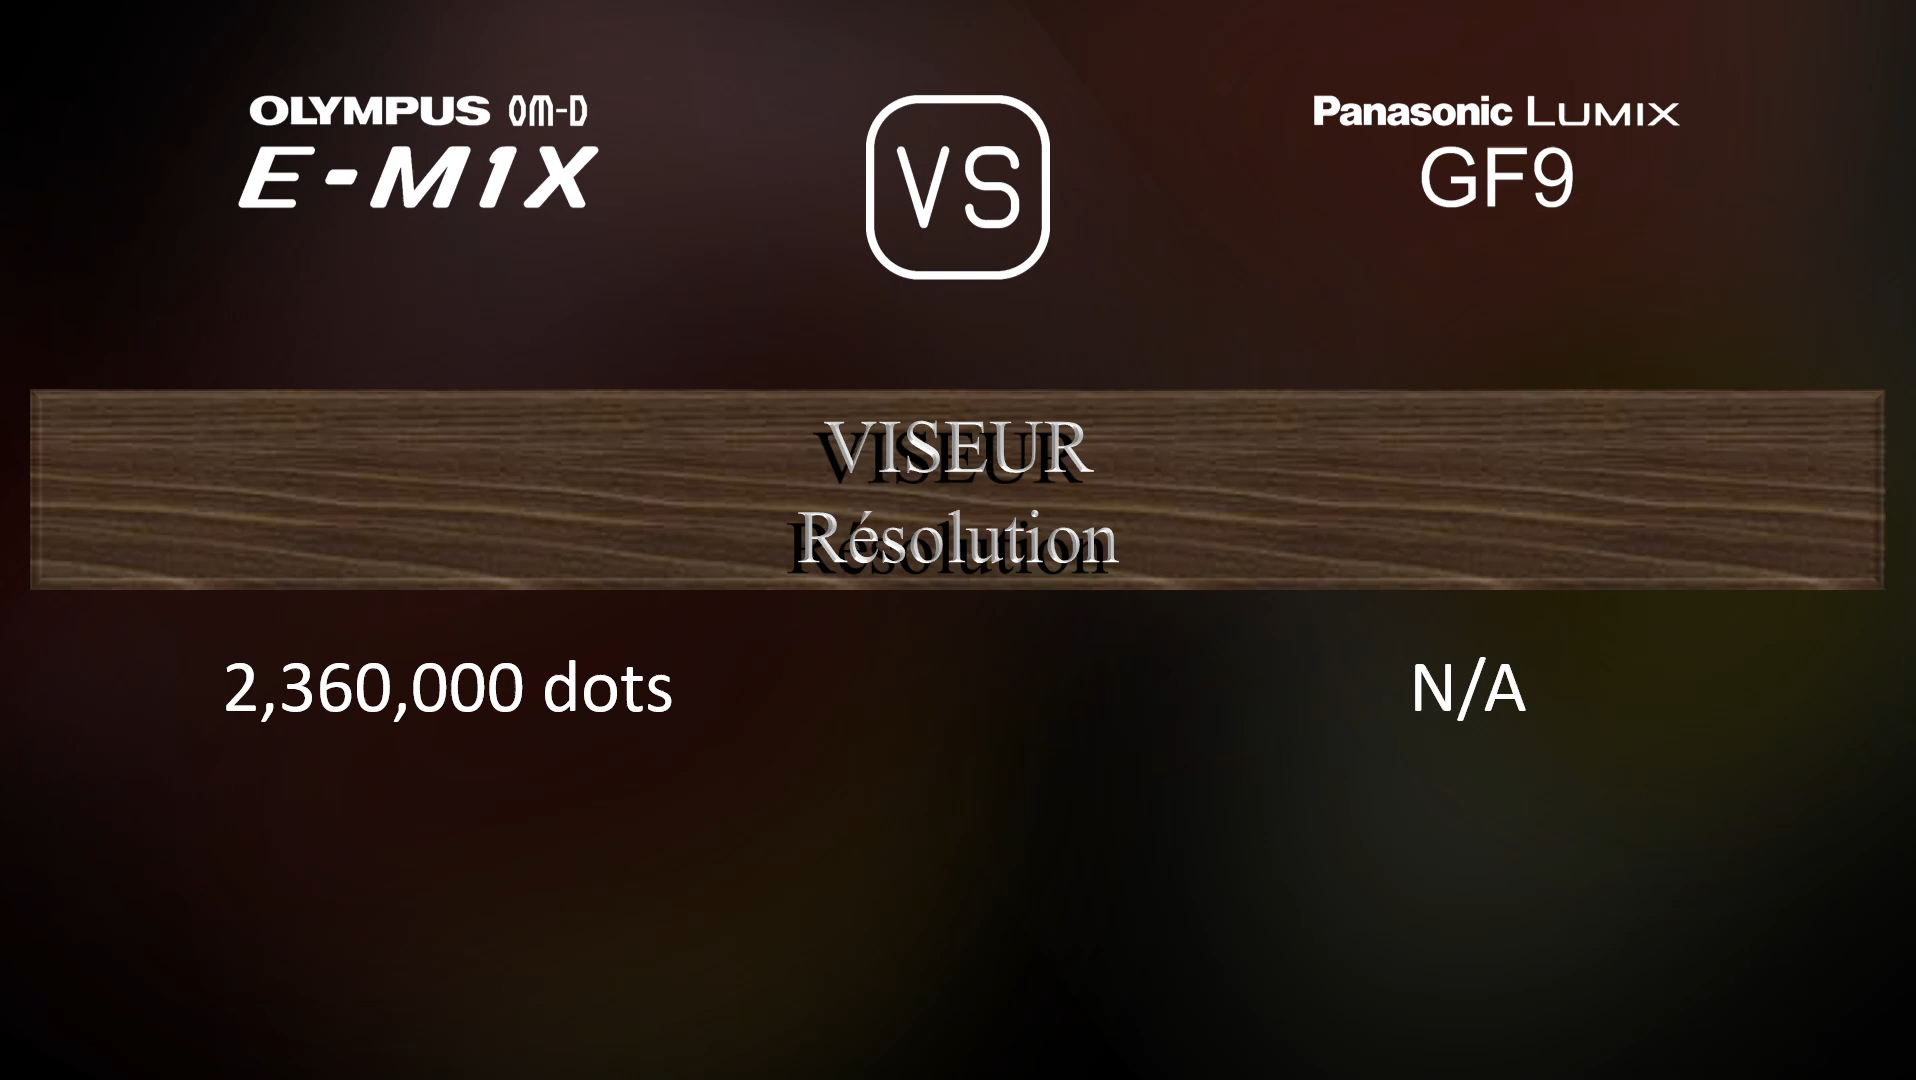 OLYMPUS OM-D
E-M1X
VS
Panasonic LUMIX
GF9
VISEUR
Résolution
2,360,000 dots
N/A